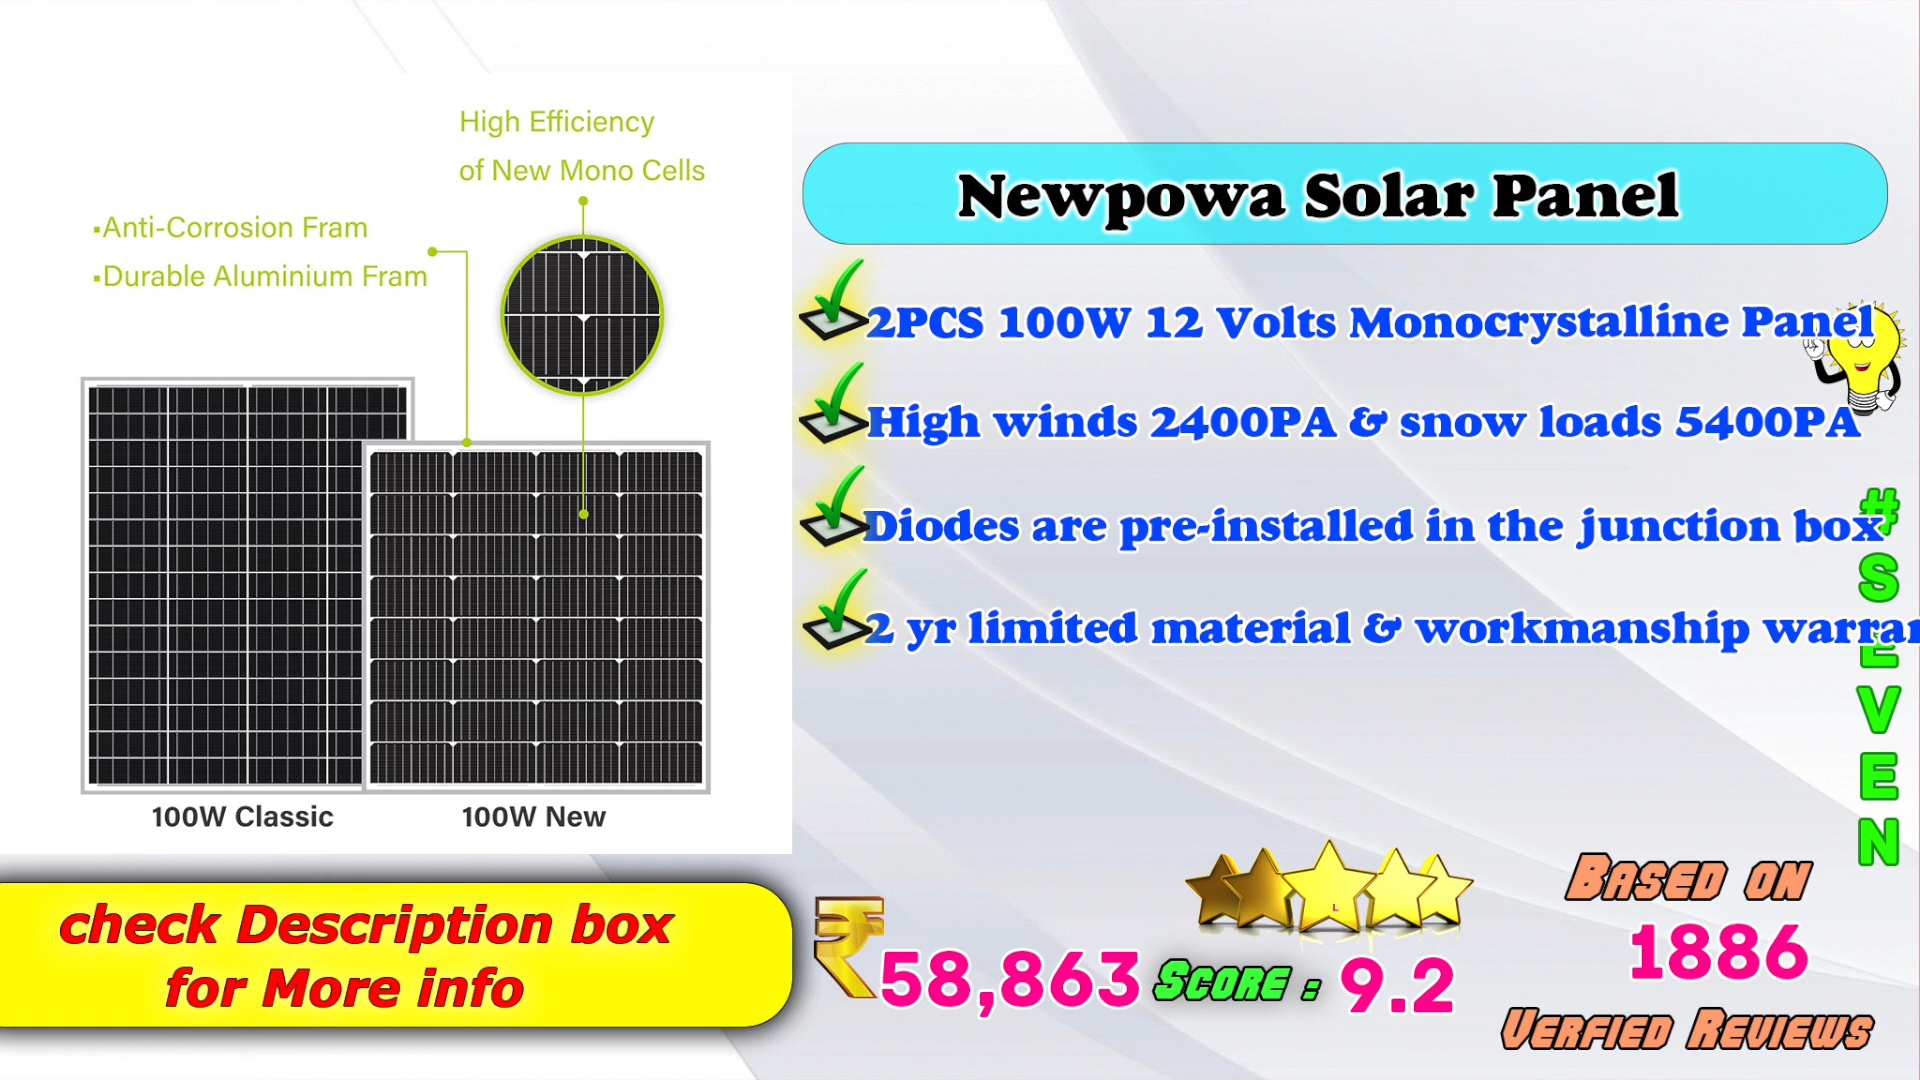 High Efficiency
of New Mono Cells
▪Anti-Corrosion Fram
▪Durable Aluminium Fram
100W Classic
100W New
Newpowa Solar Panel
2PCS 100W 12 Volts Monocrystalline Panel
High winds 2400PA & snow loads 5400PA
Diodes are pre-installed in the junction box
2 yr limited material & workmanship warran
#SEVEN
check Description box
for More info
₹58,863
L
Score : 9.2
Based on
1886
Verfied Reviews